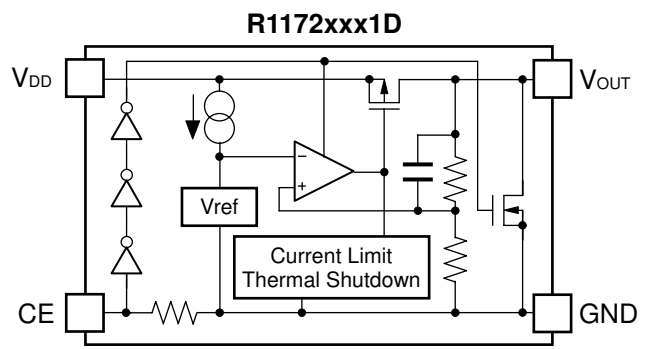 R1172xxx1D
VDD
VOUT
−
+
Vref
Current Limit
Thermal Shutdown
CE
GND